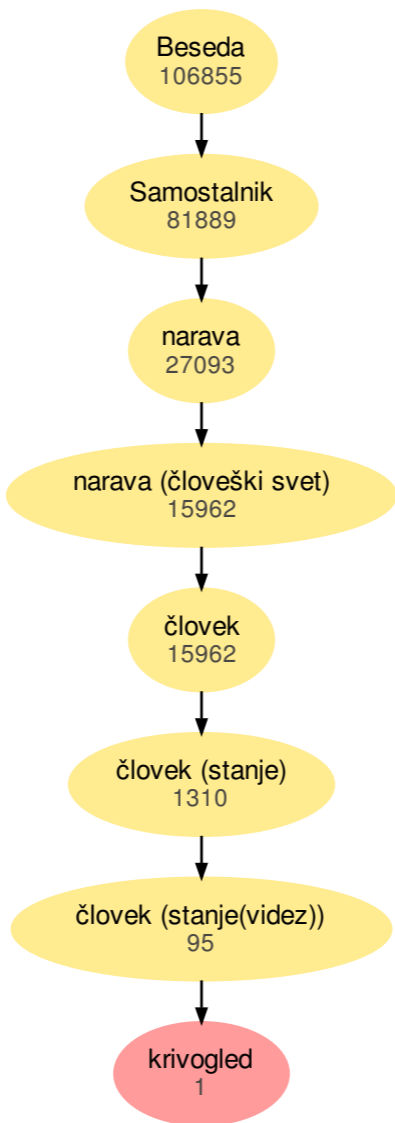 Beseda
106855
Samostalnik
81889
narava
27093
narava (človeški svet)
15962
človek
15962
človek (stanje)
1310
človek (stanje(videz))
95
krivogled
1